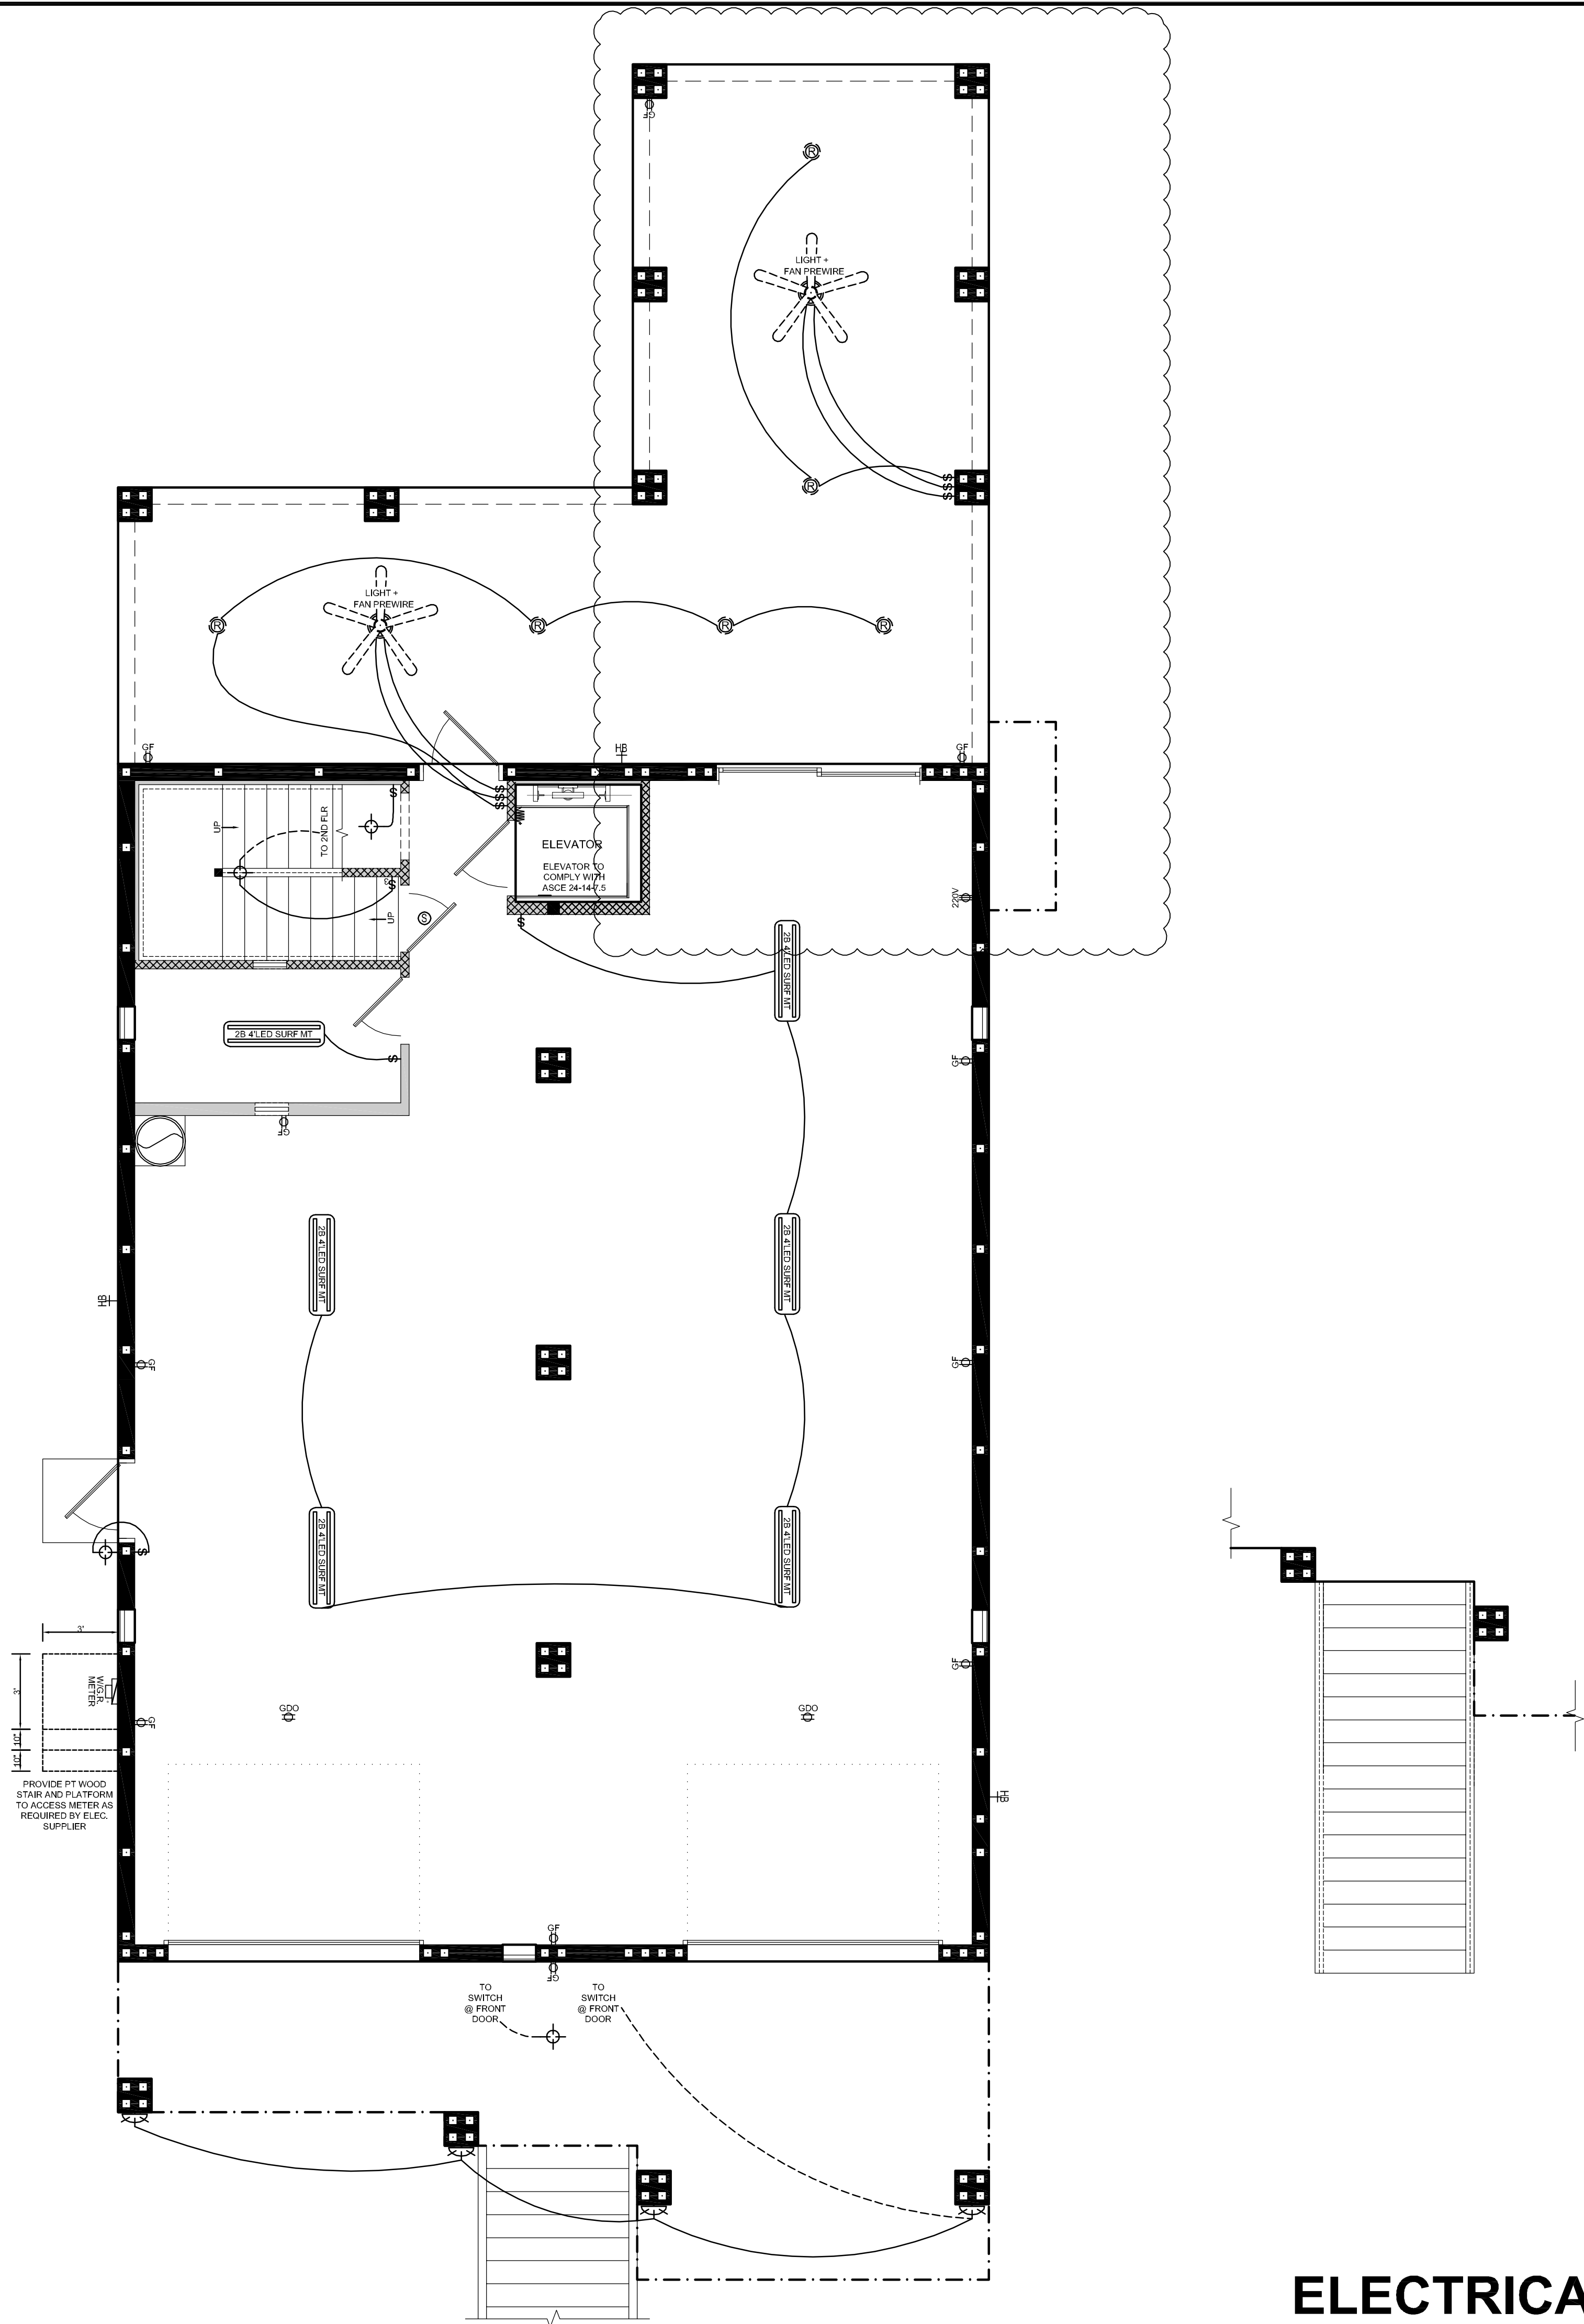 GF
R
LIGHT +
FAN PREWIRE
R
$
$
$
LIGHT +
FAN PREWIRE
R
R
R
R
GF
HB
GF
$
$
$
$
UP
TO 2ND FLR
ELEVATOR
ELEVATOR TO
COMPLY WITH
ASCE 24-14-7.5
$3
UP
S
220V
$
2B 4'LED SURF MT
2B 4'LED SURF MT
$
GF
GF
2B 4'LED SURF MT
2B 4'LED SURF MT
HB
GF
GF
$
2B 4'LED SURF MT
2B 4'LED SURF MT
3'
3'
W/G.R.
METER
GF
GF
10"
10"
GDO
GDO
PROVIDE PT WOOD
STAIR AND PLATFORM
TO ACCESS METER AS
REQUIRED BY ELEC.
SUPPLIER
HB
GF
GF
TO
SWITCH
@ FRONT
DOOR
TO
SWITCH
@ FRONT
DOOR
ELECTRICA